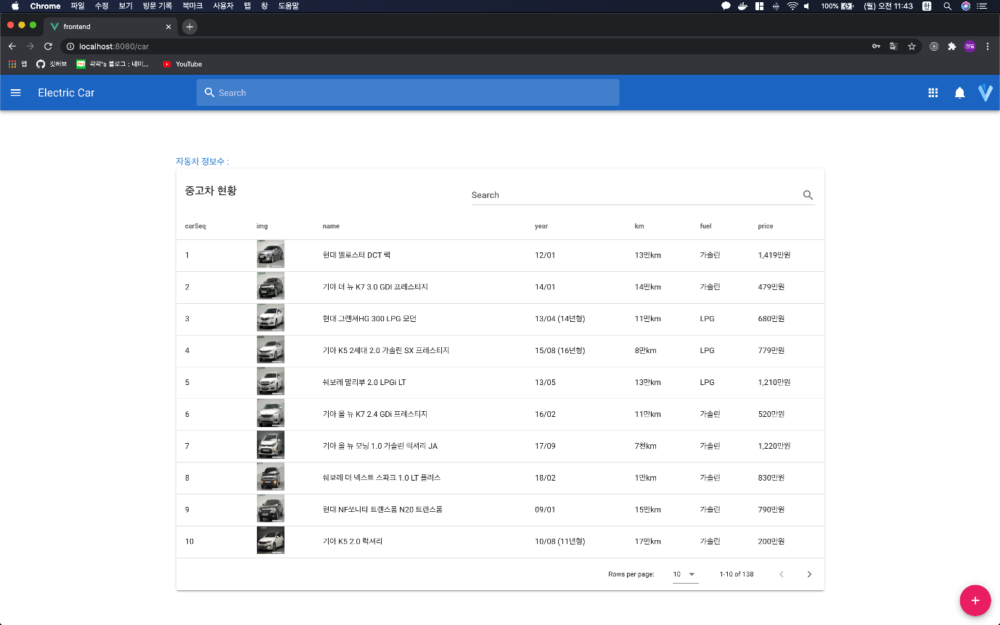 Chrome 파일 수정 보기 방문 기록 북마크 사용자 탭 창 도움말 100% (월) 오전 11:43 한
frontend
localhost:8080/car 권열
앱 깃허브 곽곽's 블로그 : 네이... YouTube
Electric Car Search
자동차 정보수 :
중고차 현황 Search
carSeq img name year km fuel price
1 현대 벨로스터 DCT 팩 12/01 13만km 가솔린 1,419만원
2 기아 더 뉴 K7 3.0 GDI 프레스티지 14/01 14만km 가솔린 479만원
3 현대 그랜져HG 300 LPG 모던 13/04 (14년형) 11만km LPG 680만원
4 기아 K5 2세대 2.0 가솔린 SX 프레스티지 15/08 (16년형) 8만km LPG 779만원
5 쉐보레 말리부 2.0 LPGi LT 13/05 13만km LPG 1,210만원
6 기아 올 뉴 K7 2.4 GDi 프레스티지 16/02 11만km 가솔린 520만원
7 기아 올 뉴 모닝 1.0 가솔린 럭셔리 JA 17/09 7천km 가솔린 1,220만원
8 쉐보레 더 넥스트 스파크 1.0 LT 플러스 18/02 1만km 가솔린 830만원
9 현대 NF쏘나타 트랜스폼 N20 트랜스폼 09/01 15만km 가솔린 790만원
10 기아 K5 2.0 럭셔리 10/08 (11년형) 17만km 가솔린 200만원
Rows per page: 10 1-10 of 138